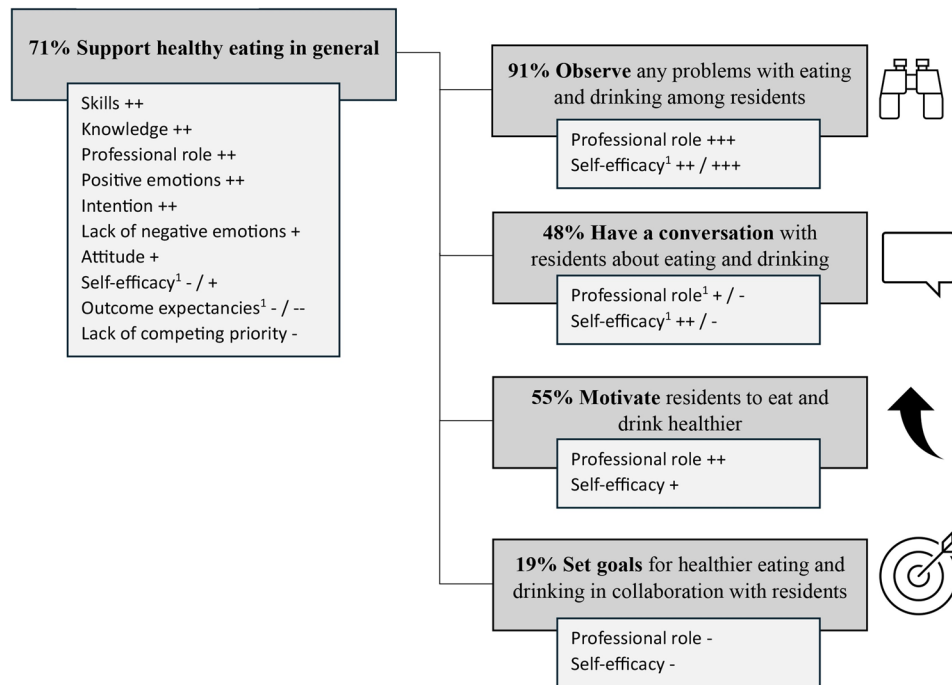 71% Support healthy eating in general
Skills ++
Knowledge ++
Professional role ++
Positive emotions ++
Intention ++
Lack of negative emotions +
Attitude +
Self-efficacy¹ - / +
Outcome expectancies¹ - / --
Lack of competing priority -
91% Observe any problems with eating
and drinking among residents
Professional role +++
Self-efficacy¹ ++ / +++
48% Have a conversation with
residents about eating and drinking
Professional role¹ + / -
Self-efficacy¹ ++ / -
55% Motivate residents to eat and
drink healthier
Professional role ++
Self-efficacy +
19% Set goals for healthier eating and
drinking in collaboration with residents
Professional role -
Self-efficacy -